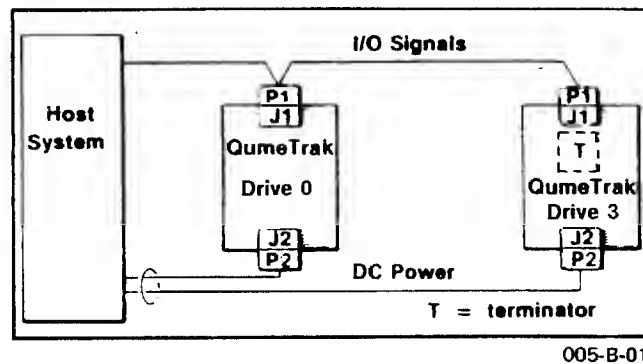 I/O Signals
Host
System
P1
J1
QumeTrak
Drive 0
J2
P2
P1
J1
T
QumeTrak
Drive 3
J2
P2
DC Power
T = terminator
005-B-01